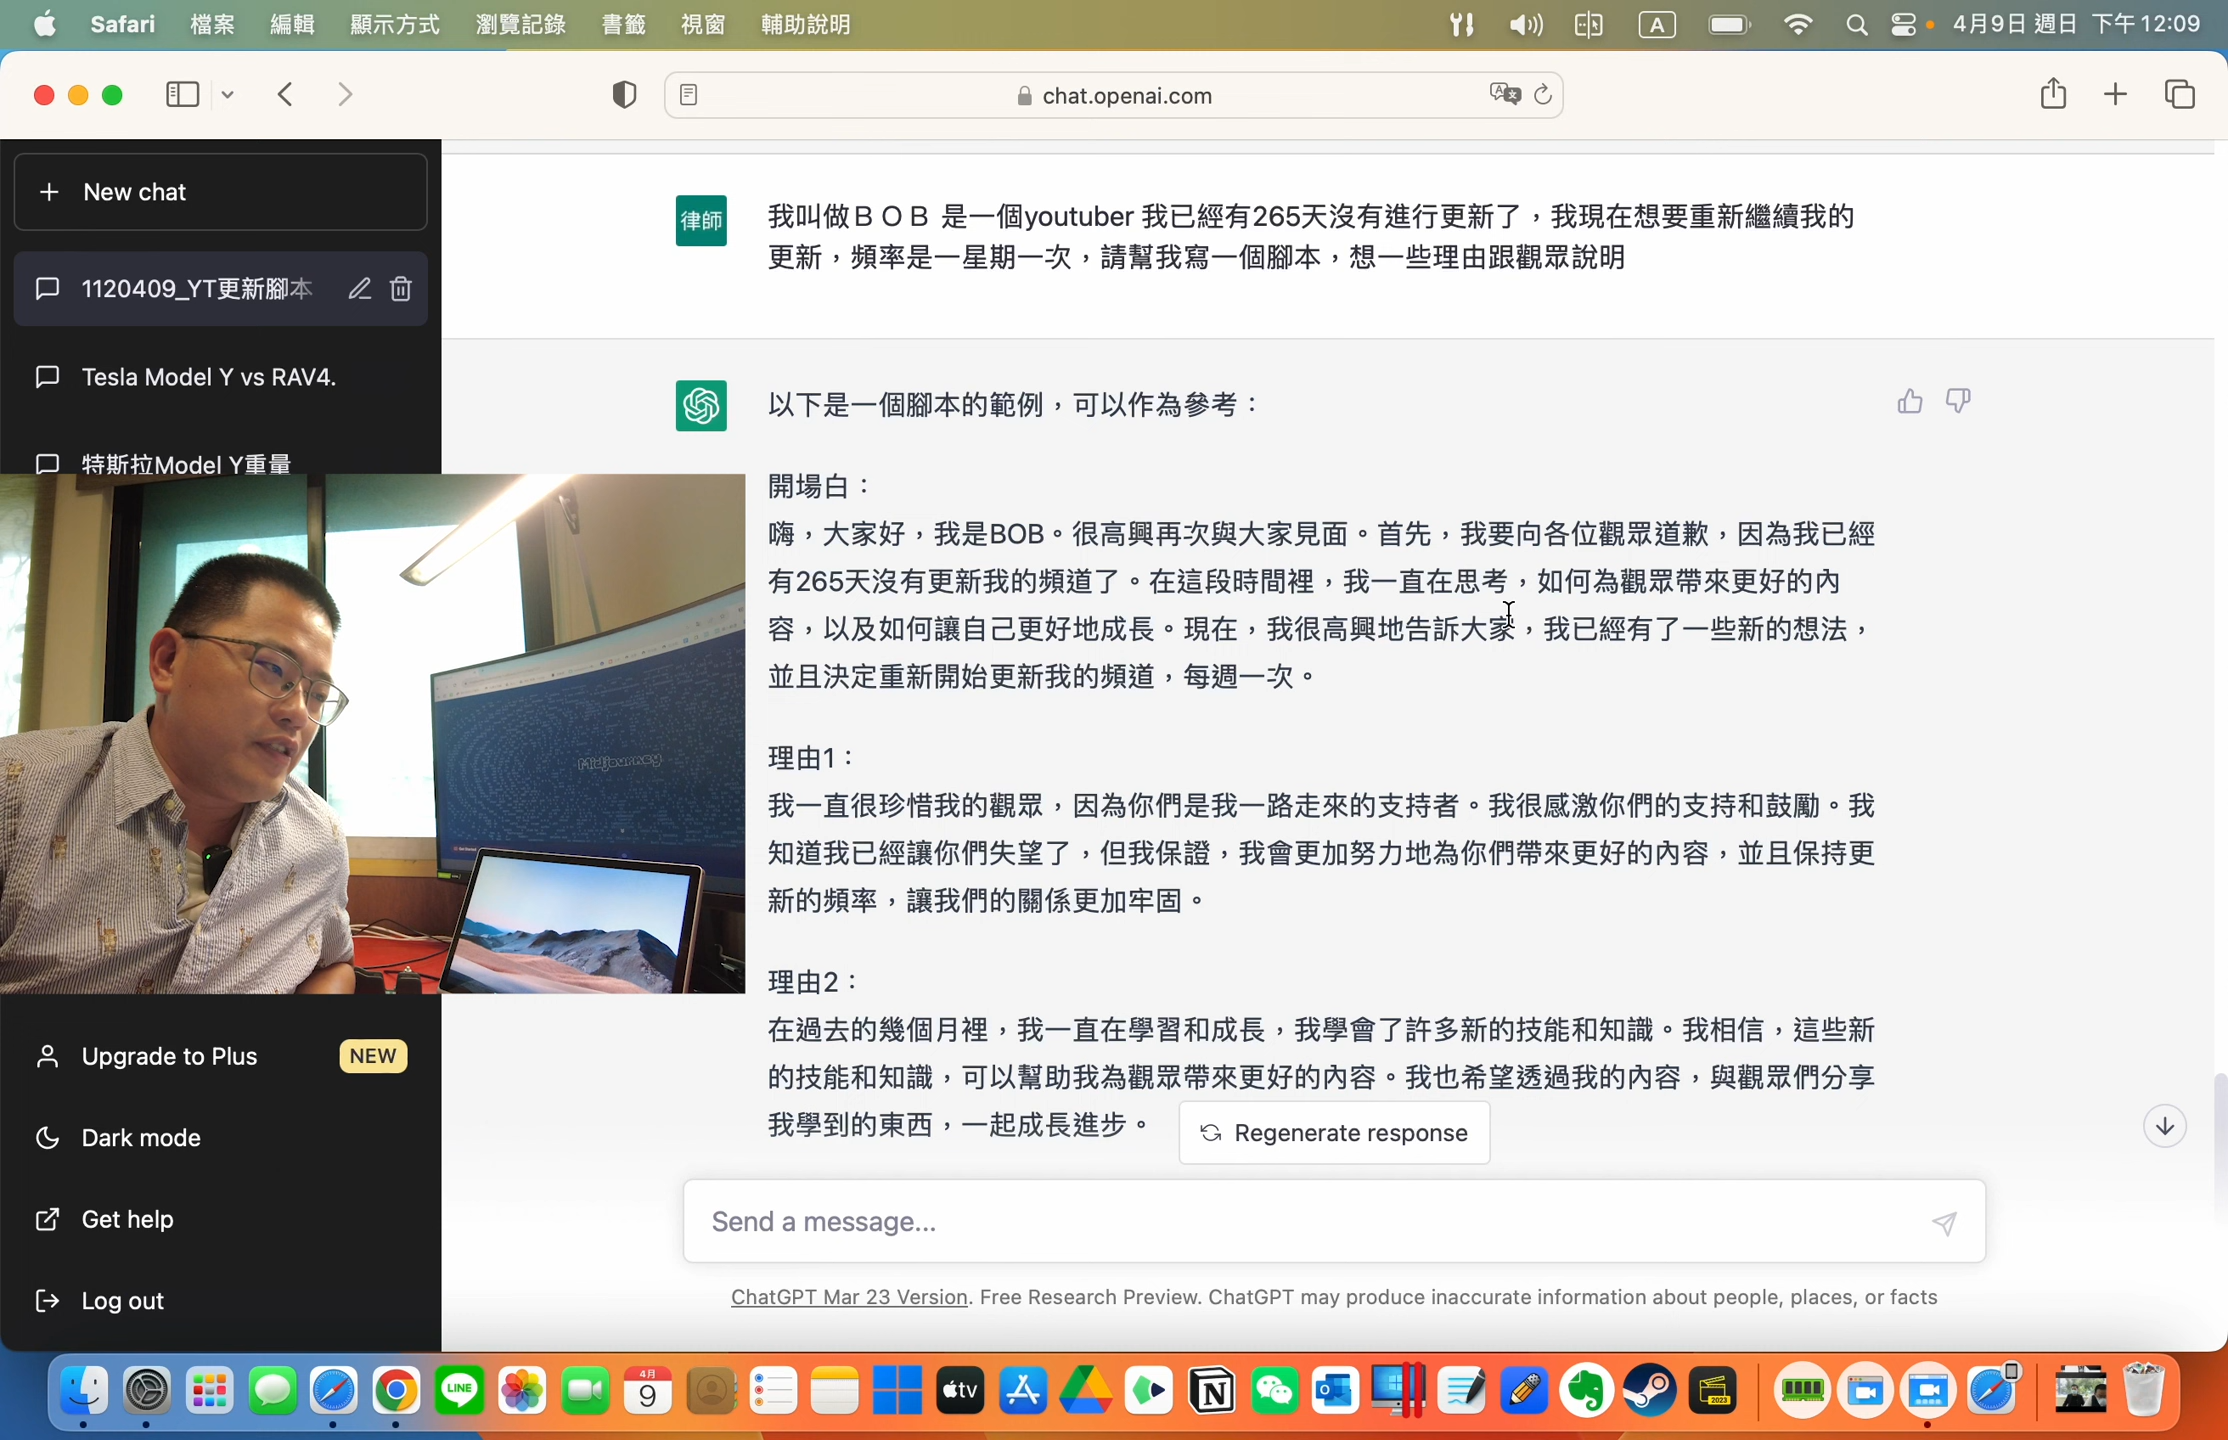 Safari 檔案 編輯 顯示方式 瀏覽記錄 書籤 視窗 輔助說明
A
4月9日 週日 下午12:09
chat.openai.com
New chat
1120409_YT更新腳本
Tesla Model Y vs RAV4.
特斯拉Model Y重量
律師
我叫做ＢＯＢ 是一個youtuber 我已經有265天沒有進行更新了，我現在想要重新繼續我的
更新，頻率是一星期一次，請幫我寫一個腳本，想一些理由跟觀眾說明
以下是一個腳本的範例，可以作為參考：
開場白：
嗨，大家好，我是BOB。很高興再次與大家見面。首先，我要向各位觀眾道歉，因為我已經
有265天沒有更新我的頻道了。在這段時間裡，我一直在思考，如何為觀眾帶來更好的內
容，以及如何讓自己更好地成長。現在，我很高興地告訴大家，我已經有了一些新的想法，
並且決定重新開始更新我的頻道，每週一次。
理由1：
我一直很珍惜我的觀眾，因為你們是我一路走來的支持者。我很感激你們的支持和鼓勵。我
知道我已經讓你們失望了，但我保證，我會更加努力地為你們帶來更好的內容，並且保持更
新的頻率，讓我們的關係更加牢固。
理由2：
在過去的幾個月裡，我一直在學習和成長，我學會了許多新的技能和知識。我相信，這些新
的技能和知識，可以幫助我為觀眾帶來更好的內容。我也希望透過我的內容，與觀眾們分享
我學到的東西，一起成長進步。
Regenerate response
Send a message...
ChatGPT Mar 23 Version. Free Research Preview. ChatGPT may produce inaccurate information about people, places, or facts
Midjourney
Upgrade to Plus NEW
Dark mode
Get help
Log out
LINE
4月
9
tv
N
2023